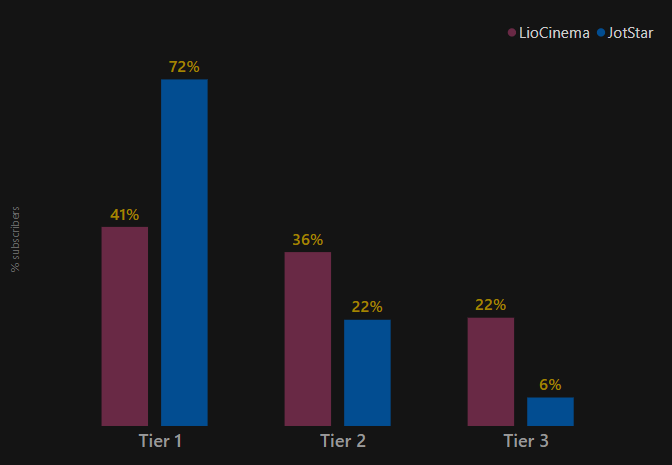 LioCinema JotStar
72%
41%
36%
22%
22%
6%
% subscribers
Tier 1 Tier 2 Tier 3